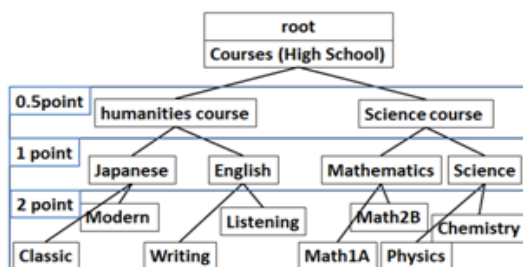 root
Courses (High School)
0.5point
humanities course
Science course
1 point
Japanese
English
Mathematics
Science
2 point
Modern
Listening
Math2B
Chemistry
Classic
Writing
Math1A
Physics